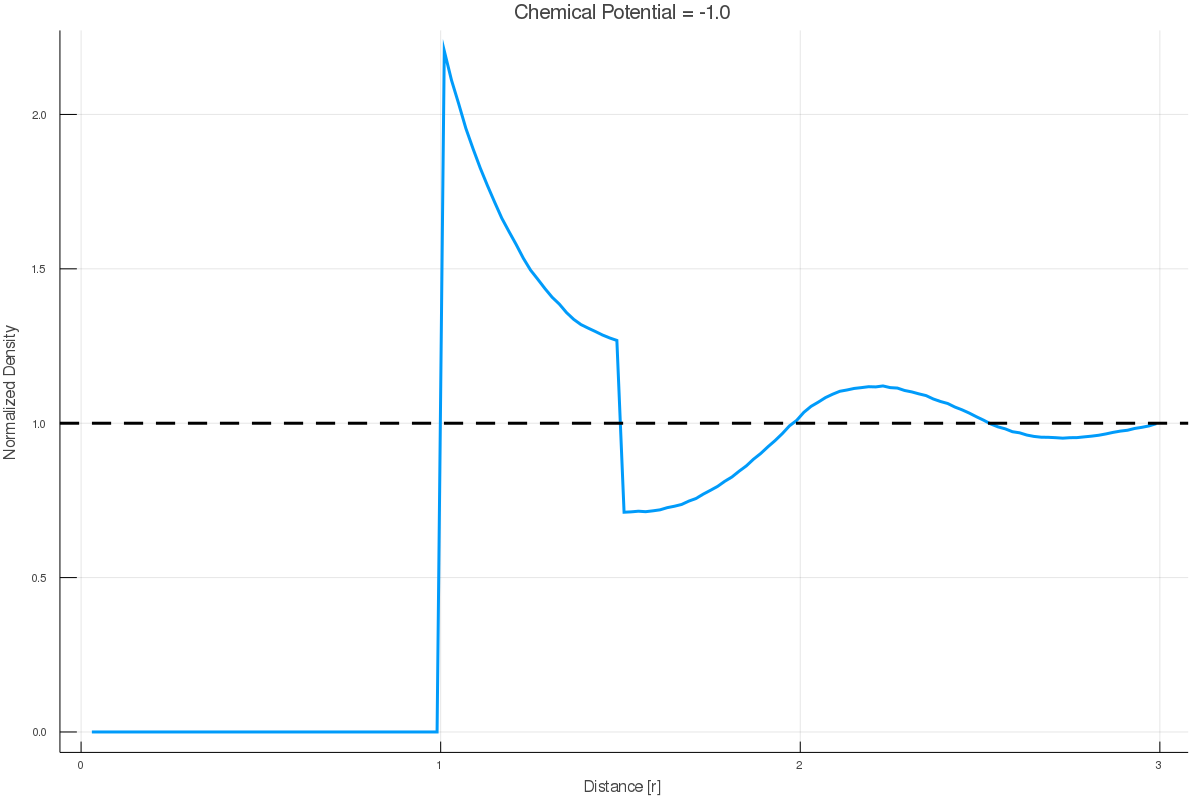 Chemical Potential = -1.0
Normalized Density
2.0
1.5
1.0
0.5
0.0
0 1 2 3
Distance [r]